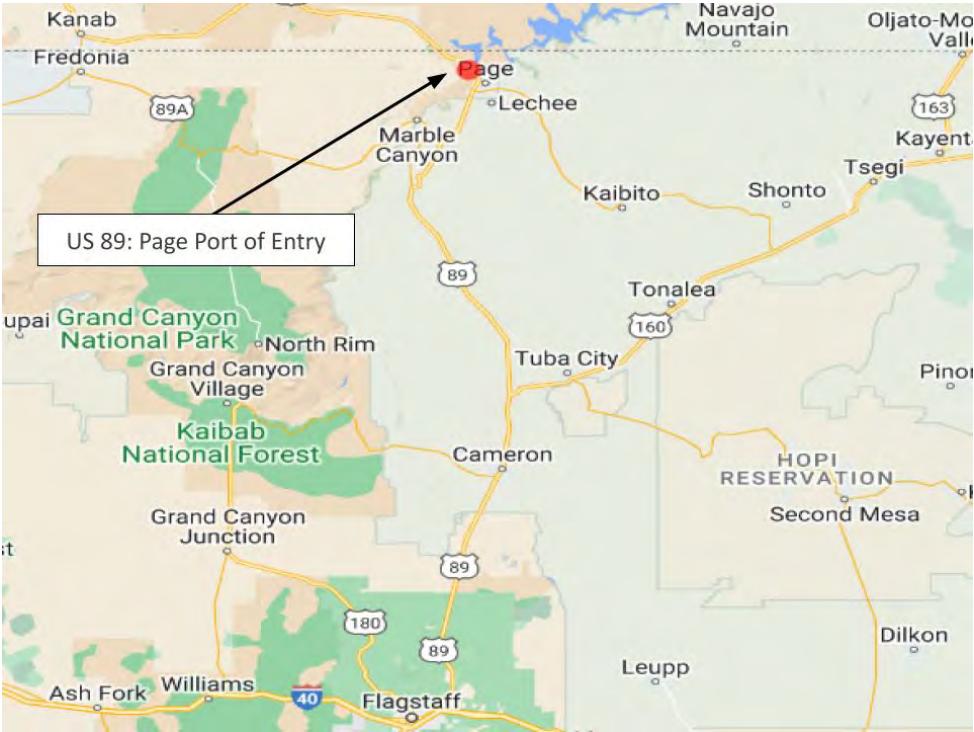 Kanab
Navajo
Mountain
Oljato-Mo
Valle
Fredonia
Page
Lechee
89A
163
Marble
Canyon
Kayent
Tsegi
Kaibito
Shonto
US 89: Page Port of Entry
89
Tonalea
upai
Grand Canyon
National Park
160
North Rim
Tuba City
Grand Canyon
Village
Pinor
Kaibab
National Forest
Cameron
HOPI
RESERVATION
Second Mesa
Grand Canyon
Junction
st
89
180
Dilkon
89
Leupp
Williams
Ash Fork
40
Flagstaff